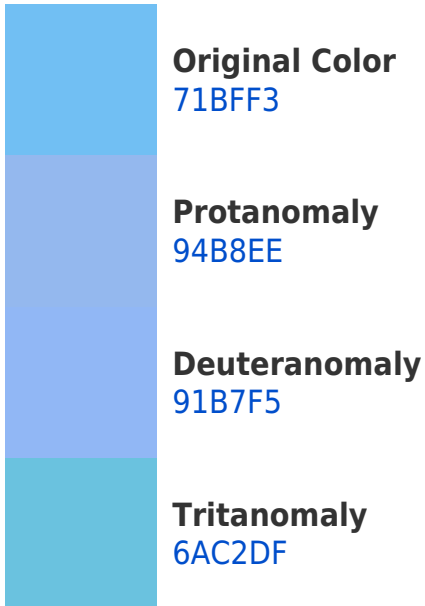 Original Color
71BFF3
Protanomaly
94B8EE
Deuteranomaly
91B7F5
Tritanomaly
6AC2DF